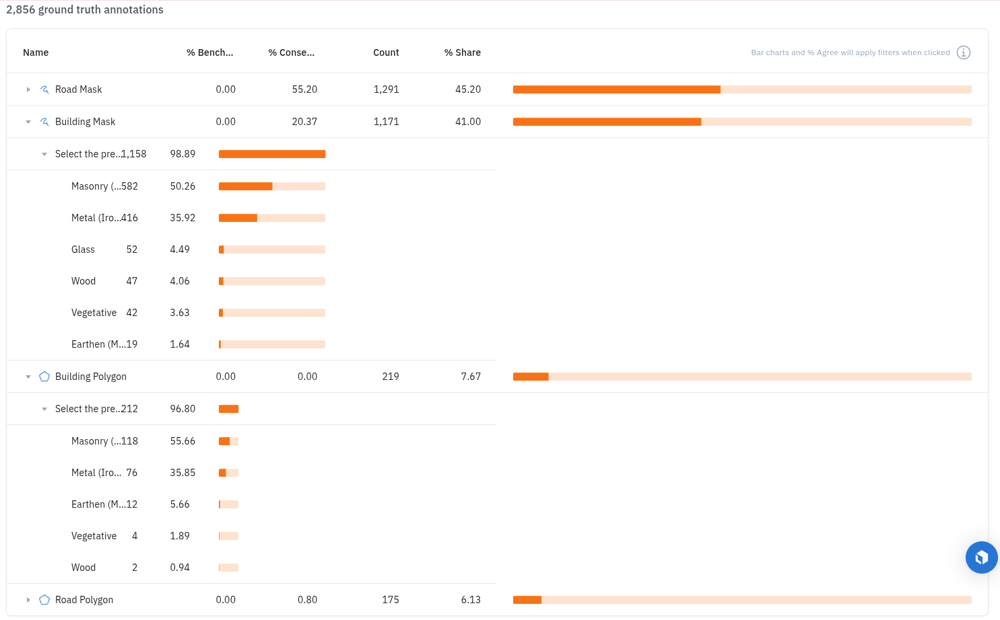 2,856 ground truth annotations
Name % Bench... % Conse... Count % Share Bar charts and % Agree will apply filters when clicked
Road Mask 0.00 55.20 1,291 45.20
Building Mask 0.00 20.37 1,171 41.00
Select the pre...1,158 98.89
Masonry (...582 50.26
Metal (Iro...416 35.92
Glass 52 4.49
Wood 47 4.06
Vegetative 42 3.63
Earthen (M...19 1.64
Building Polygon 0.00 0.00 219 7.67
Select the pre...212 96.80
Masonry (...118 55.66
Metal (Iro... 76 35.85
Earthen (M...12 5.66
Vegetative 4 1.89
Wood 2 0.94
Road Polygon 0.00 0.80 175 6.13